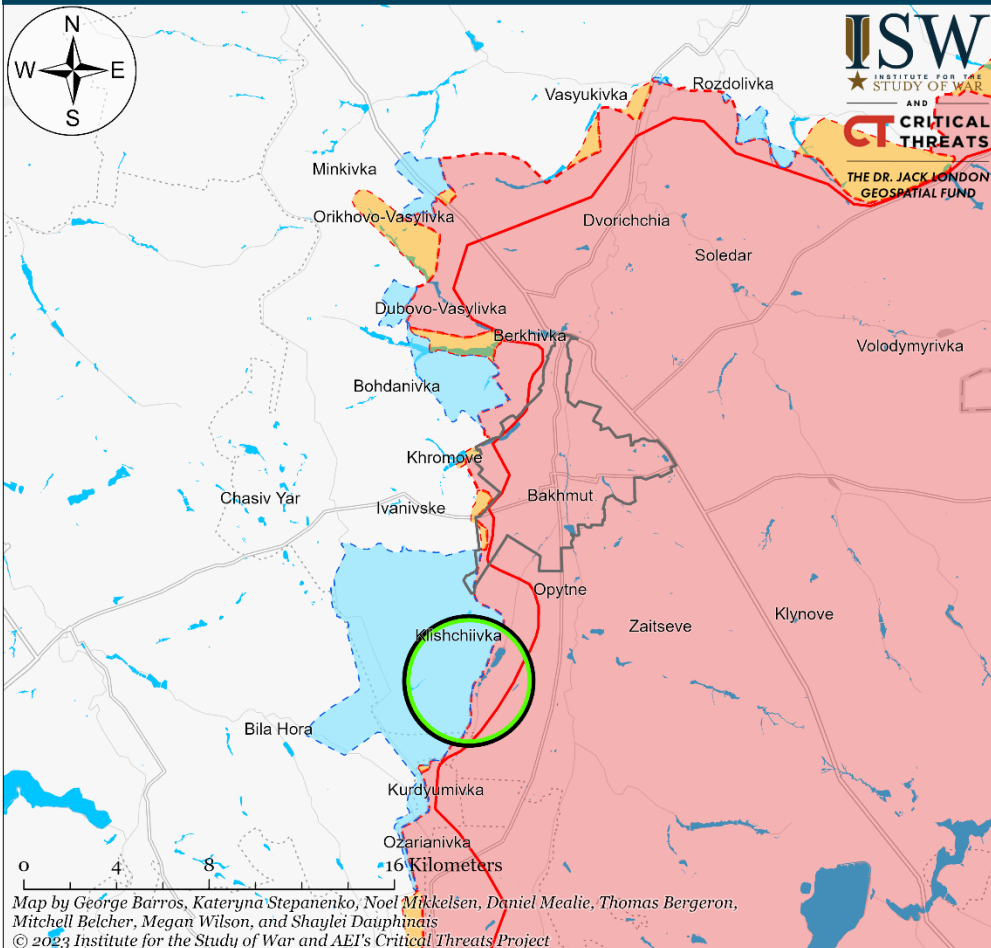 N
W
E
S
ISW
INSTITUTE FOR THE
STUDY OF WAR
AND
CT CRITICAL
THREATS
THE DR. JACK LONDON
GEOSPATIAL FUND
Rozdolivka
Vasyukivka
Minkivka
Orikhovo-Vasylivka
Dvorichchia
Soledar
Dubovo-Vasylivka
Berkhivka
Volodymyrivka
Bohdanivka
Khromove
Chasiv Yar
Ivanivske
Bakhmut
Opytne
Klishchiivka
Zaitseve
Klynove
Bila Hora
Kurdyumivka
Ozarianivka
0 4 8 16 Kilometers
Map by George Barros, Kateryna Stepanenko, Noel Mikkelsen, Daniel Mealie, Thomas Bergeron,
Mitchell Belcher, Megan Wilson, and Shaylei Dauphinais
© 2023 Institute for the Study of War and AEI's Critical Threats Project